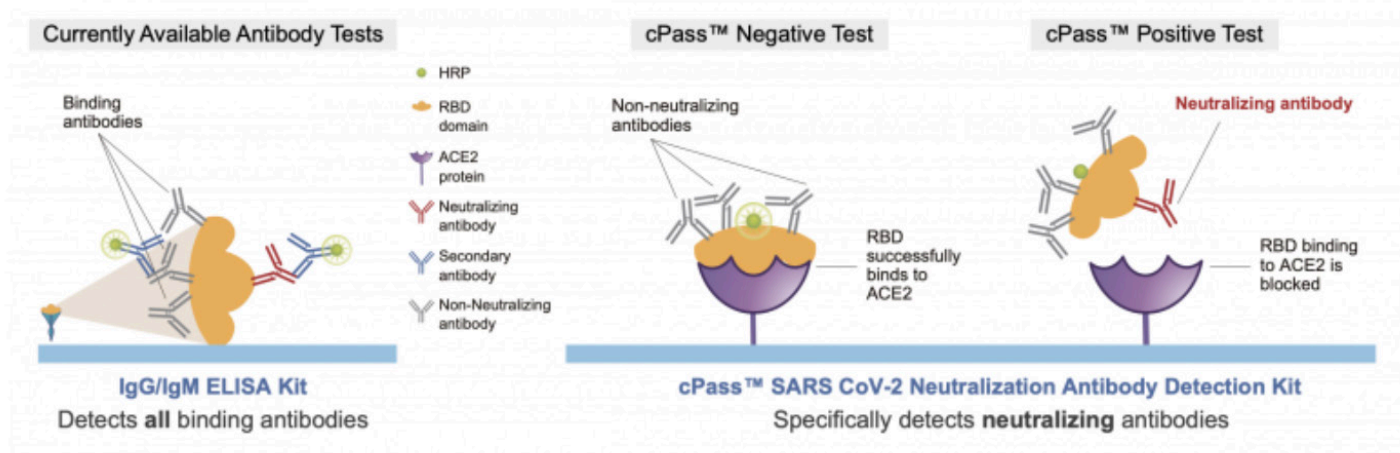 Currently Available Antibody Tests
Binding
antibodies
HRP
RBD
domain
ACE2
protein
Neutralizing
antibody
Secondary
antibody
Non-Neutralizing
antibody
IgG/IgM ELISA Kit
Detects all binding antibodies
cPass™ Negative Test
cPass™ Positive Test
Non-neutralizing
antibodies
RBD
successfully
binds to
ACE2
Neutralizing antibody
RBD binding
to ACE2 is
blocked
cPass™ SARS CoV-2 Neutralization Antibody Detection Kit
Specifically detects neutralizing antibodies